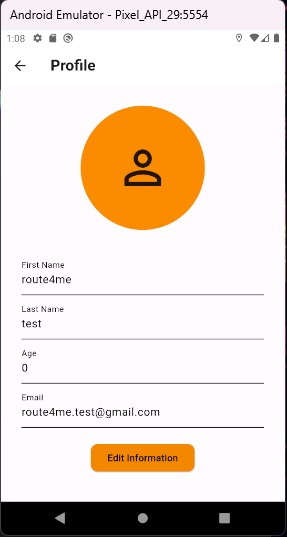 Android Emulator - Pixel_API_29:5554
1:08
Profile
First Name
route4me
Last Name
test
Age
0
Email
route4me.test@gmail.com
Edit Information